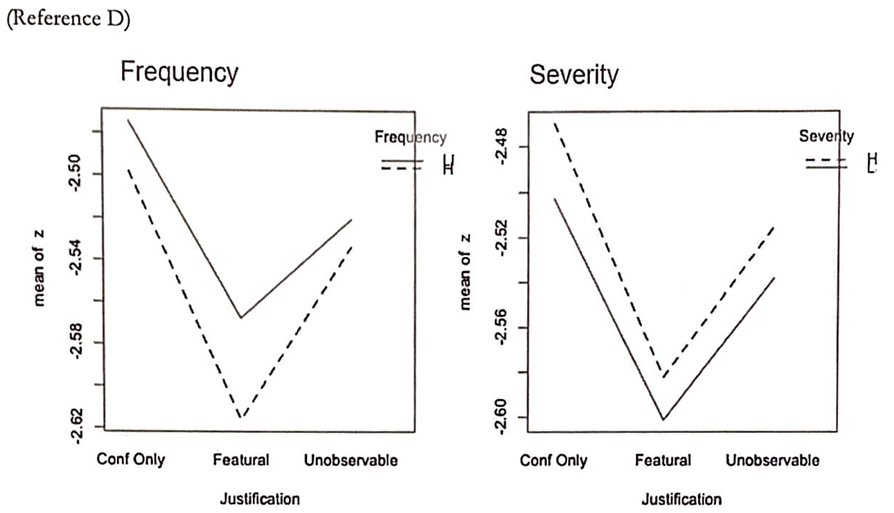 (Reference D)
Frequency
Frequency
H
mean of z
-2.50
-2.54
-2.58
-2.62
Conf Only Featural Unobservable
Justification
Severity
Severity
H
L
mean of z
-2.48
-2.52
-2.56
-2.60
Conf Only Featural Unobservable
Justification